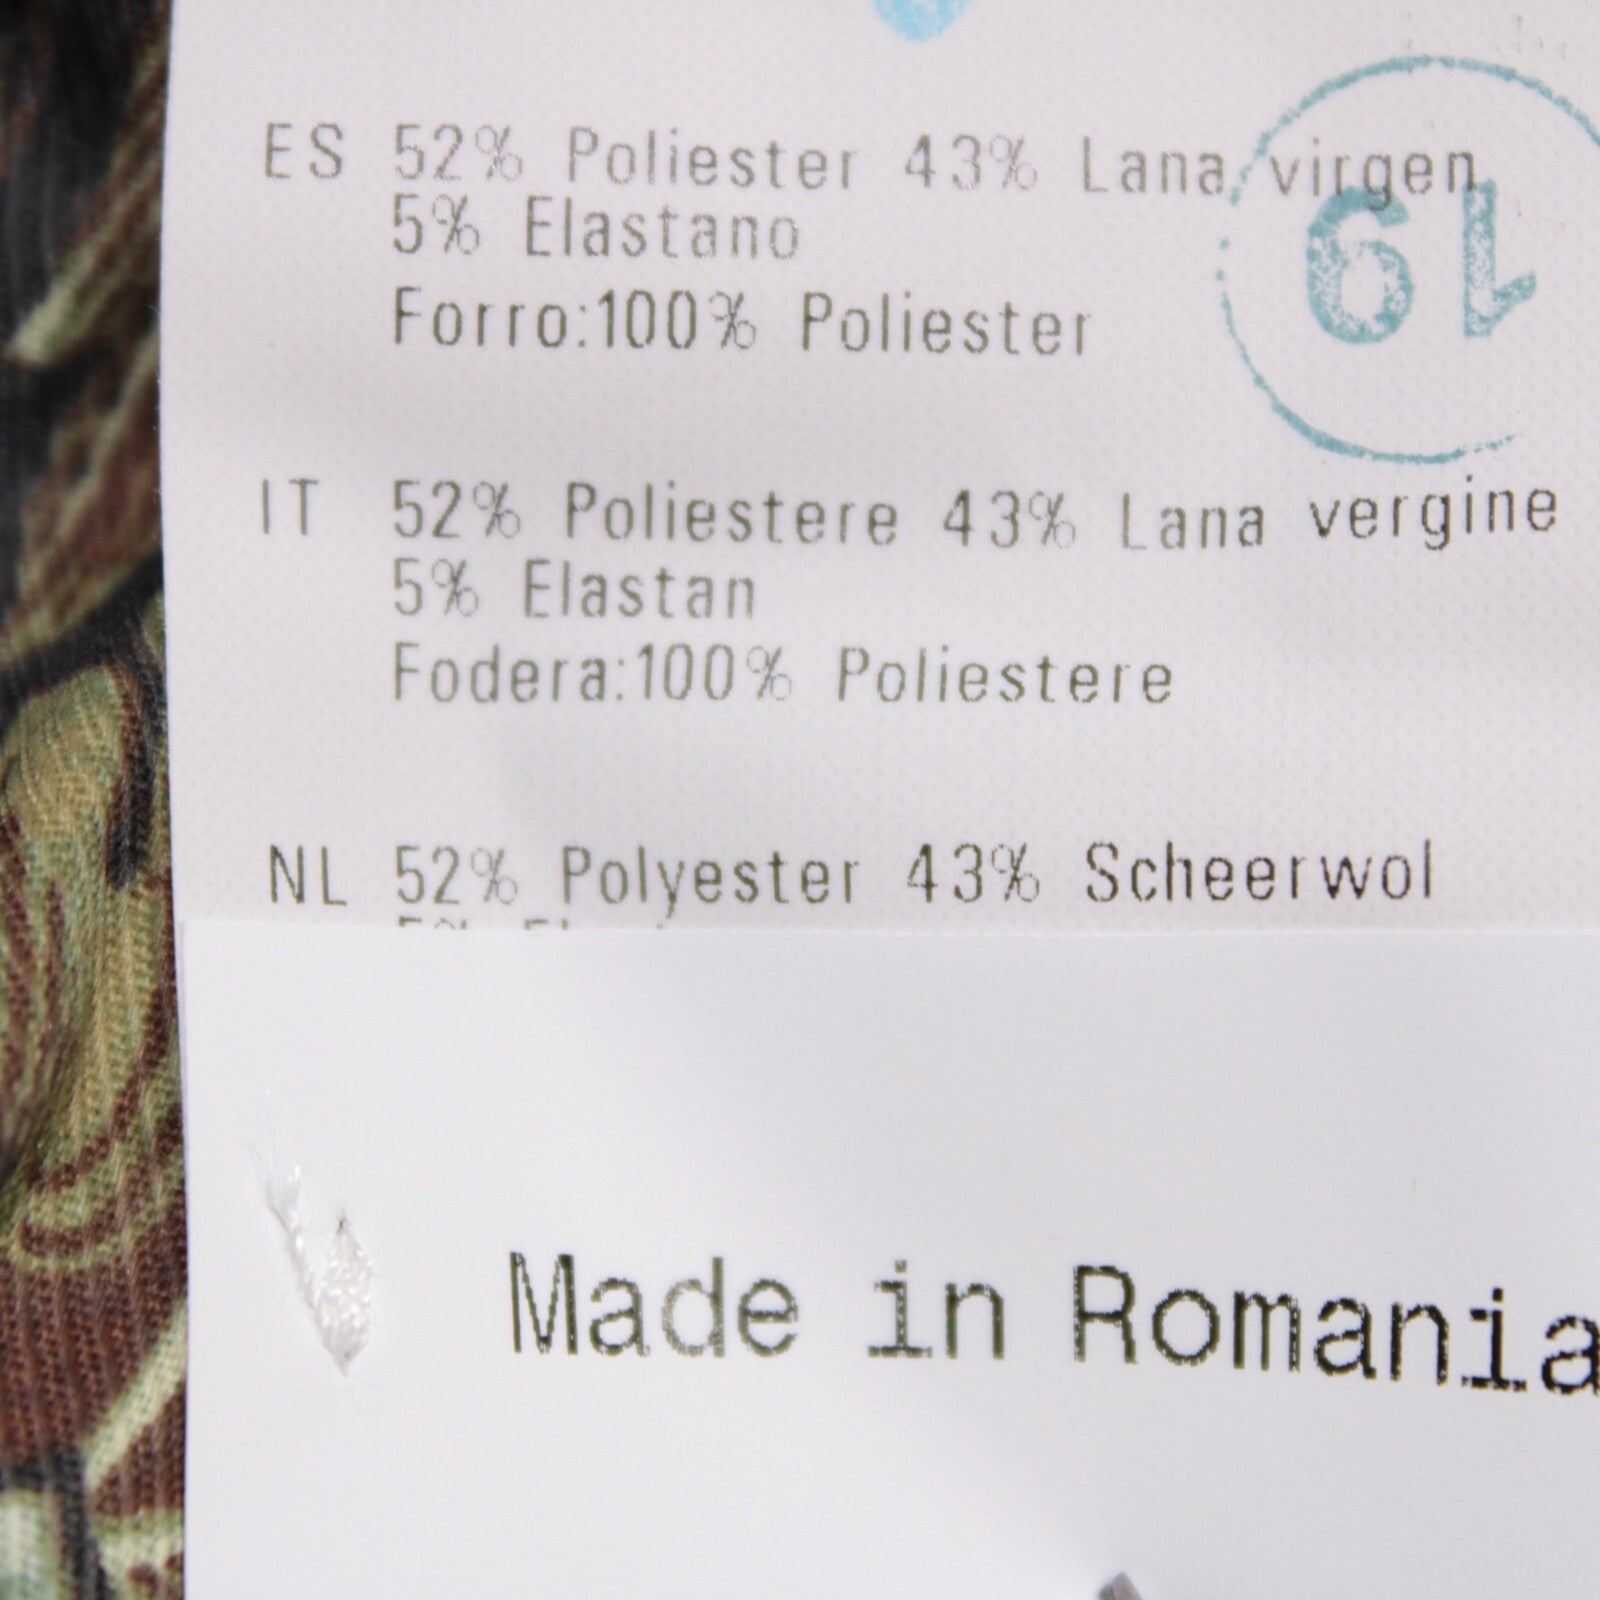 ES 52% Poliester 43% Lana virgen
5% Elastano
Forro:100% Poliester
19
IT 52% Poliestere 43% Lana vergine
5% Elastan
Fodera:100% Poliestere
NL 52% Polyester 43% Scheerwol
Made in Romania